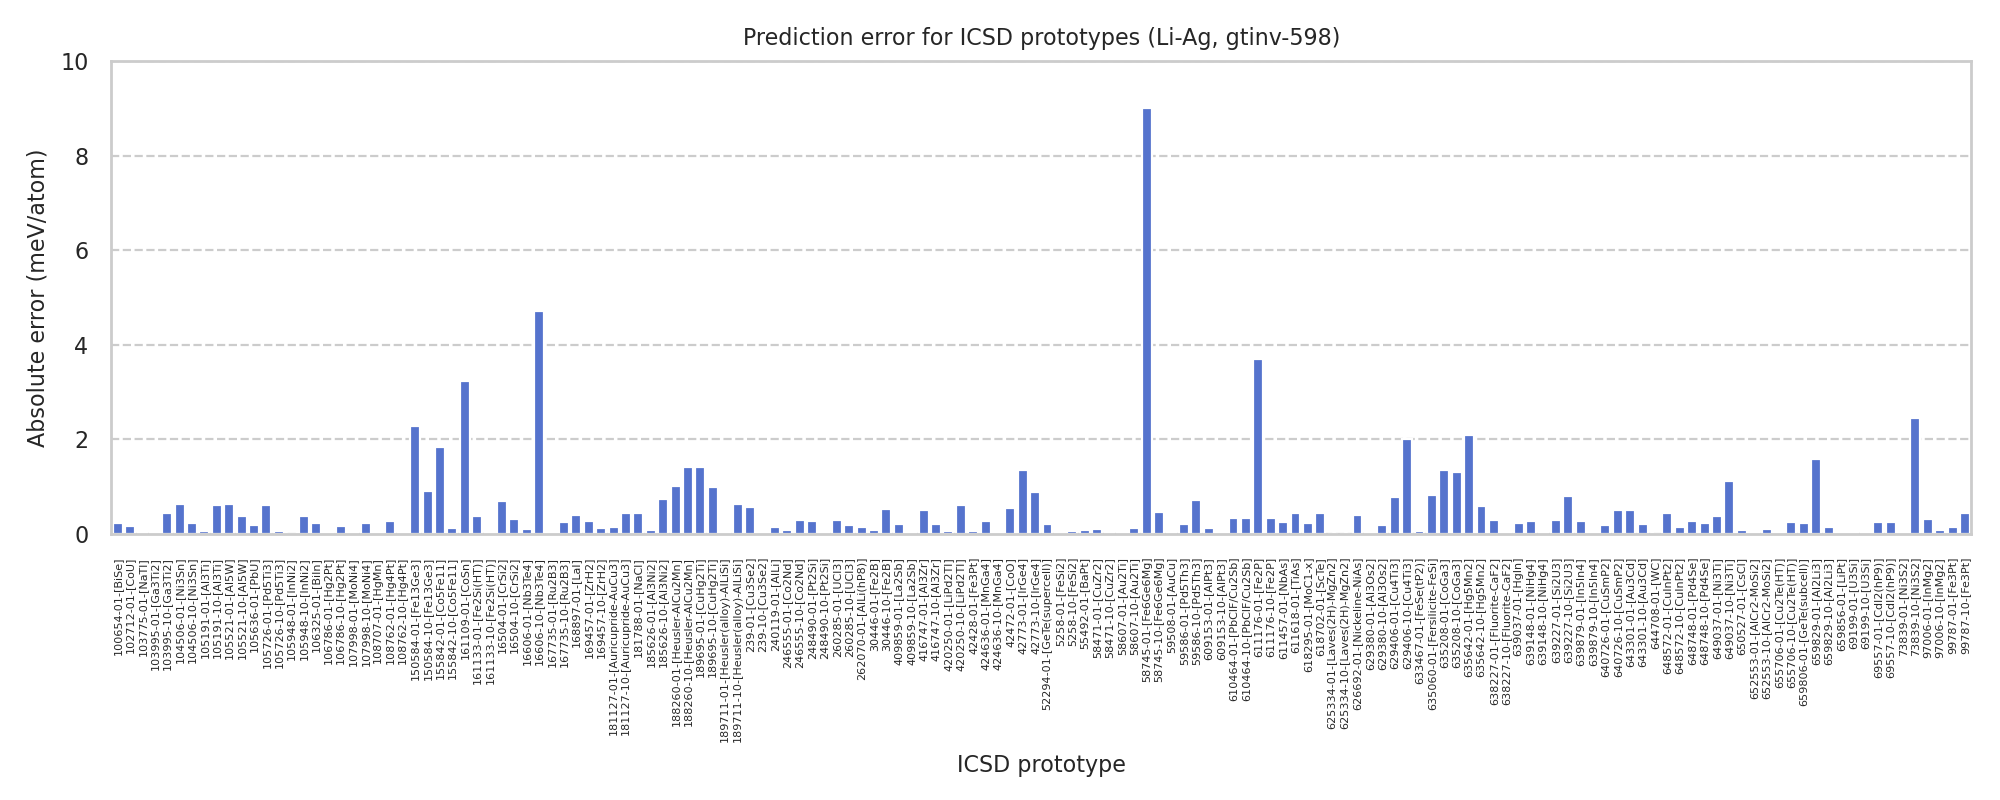 Prediction error for ICSD prototypes (Li-Ag, gtinv-598)
Absolute error (meV/atom)
10
8
6
4
2
0
100654-01-[BiSe]
102712-01-[CoU]
103775-01-[NaTl]
103995-01-[Ga3Ti2]
103995-10-[Ga3Ti2]
104506-01-[Ni3Sn]
104506-10-[Ni3Sn]
105191-01-[Al3Ti]
105191-10-[Al3Ti]
105521-01-[Al5W]
105521-10-[Al5W]
105636-01-[PbU]
105726-01-[Pd5Ti3]
105726-10-[Pd5Ti3]
105948-01-[InNi2]
105948-10-[InNi2]
106325-01-[BiIn]
106786-01-[Hg2Pt]
106786-10-[Hg2Pt]
107998-01-[MoNi4]
107998-10-[MoNi4]
108707-01-[HgMn]
108762-01-[Hg4Pt]
108762-10-[Hg4Pt]
150584-01-[Fe13Ge3]
150584-10-[Fe13Ge3]
155842-01-[Co5Fe11]
155842-10-[Co5Fe11]
161109-01-[CoSn]
161133-01-[Fe2Si(HT)]
161133-10-[Fe2Si(HT)]
16504-01-[CrSi2]
16504-10-[CrSi2]
16606-01-[Nb3Te4]
16606-10-[Nb3Te4]
167735-01-[Ru2B3]
167735-10-[Ru2B3]
168897-01-[LaI]
169457-01-[ZrH2]
169457-10-[ZrH2]
181127-01-[Auricupride-AuCu3]
181127-10-[Auricupride-AuCu3]
181788-01-[NaCl]
185626-01-[Al3Ni2]
185626-10-[Al3Ni2]
188260-01-[Heusler-AlCu2Mn]
188260-10-[Heusler-AlCu2Mn]
189695-01-[CuHg2Ti]
189695-10-[CuHg2Ti]
189711-01-[Heusler(alloy)-AlLiSi]
189711-10-[Heusler(alloy)-AlLiSi]
239-01-[Cu3Se2]
239-10-[Cu3Se2]
240119-01-[AlLi]
246555-01-[Co2Nd]
246555-10-[Co2Nd]
248490-01-[Pt2Si]
248490-10-[Pt2Si]
260285-01-[UCl3]
260285-10-[UCl3]
262070-01-[AlLi(hP8)]
30446-01-[Fe2B]
30446-10-[Fe2B]
409859-01-[La2Sb]
409859-10-[La2Sb]
416747-01-[Al3Zr]
416747-10-[Al3Zr]
420250-01-[LiPd2Tl]
420250-10-[LiPd2Tl]
42428-01-[Fe3Pt]
424636-01-[MnGa4]
424636-10-[MnGa4]
42472-01-[CoO]
42773-01-[IrGe4]
42773-10-[IrGe4]
52294-01-[GeTe(supercell)]
5258-01-[FeSi2]
5258-10-[FeSi2]
55492-01-[BaPt]
58471-01-[CuZr2]
58471-10-[CuZr2]
58607-01-[Au2Ti]
58607-10-[Au2Ti]
58745-01-[Fe6Ge6Mg]
58745-10-[Fe6Ge6Mg]
59508-01-[AuCu]
59586-01-[Pd5Th3]
59586-10-[Pd5Th3]
609153-01-[AlPt3]
609153-10-[AlPt3]
610464-01-[PbClF/Cu2Sb]
610464-10-[PbClF/Cu2Sb]
611176-01-[Fe2P]
611176-10-[Fe2P]
611457-01-[NbAs]
611618-01-[TiAs]
618295-01-[MoC1-x]
618702-01-[ScTe]
625334-01-[Laves(2H)-MgZn2]
625334-10-[Laves(2H)-MgZn2]
626692-01-[Nickeline-NiAs]
629380-01-[Al3Os2]
629380-10-[Al3Os2]
629406-01-[Cu4Ti3]
629406-10-[Cu4Ti3]
633467-01-[FeSe(tP2)]
635060-01-[Fersilicite-FeSi]
635208-01-[CoGa3]
635208-10-[CoGa3]
635642-01-[Hg5Mn2]
635642-10-[Hg5Mn2]
638227-01-[Fluorite-CaF2]
638227-10-[Fluorite-CaF2]
639037-01-[HgIn]
639148-01-[NiHg4]
639148-10-[NiHg4]
639227-01-[Si2U3]
639227-10-[Si2U3]
639879-01-[In5In4]
639879-10-[In5In4]
640726-01-[CuSmP2]
640726-10-[CuSmP2]
643301-01-[Au3Cd]
643301-10-[Au3Cd]
644708-01-[WC]
648572-01-[CuInPt2]
648572-10-[CuInPt2]
648748-01-[Pd4Se]
648748-10-[Pd4Se]
649037-01-[Ni3Ti]
649037-10-[Ni3Ti]
650527-01-[CsCl]
652553-01-[AlCr2-MoSi2]
652553-10-[AlCr2-MoSi2]
655706-01-[Cu2Te(HT)]
655706-10-[Cu2Te(HT)]
659806-01-[GeTe(subcell)]
659829-01-[Al2Li3]
659829-10-[Al2Li3]
659856-01-[LiPt]
69199-01-[U3Si]
69199-10-[U3Si]
69557-01-[CdI2(hP9)]
69557-10-[CdI2(hP9)]
73839-01-[Ni3S2]
73839-10-[Ni3S2]
97006-01-[InMg2]
97006-10-[InMg2]
99787-01-[Fe3Pt]
99787-10-[Fe3Pt]
ICSD prototype